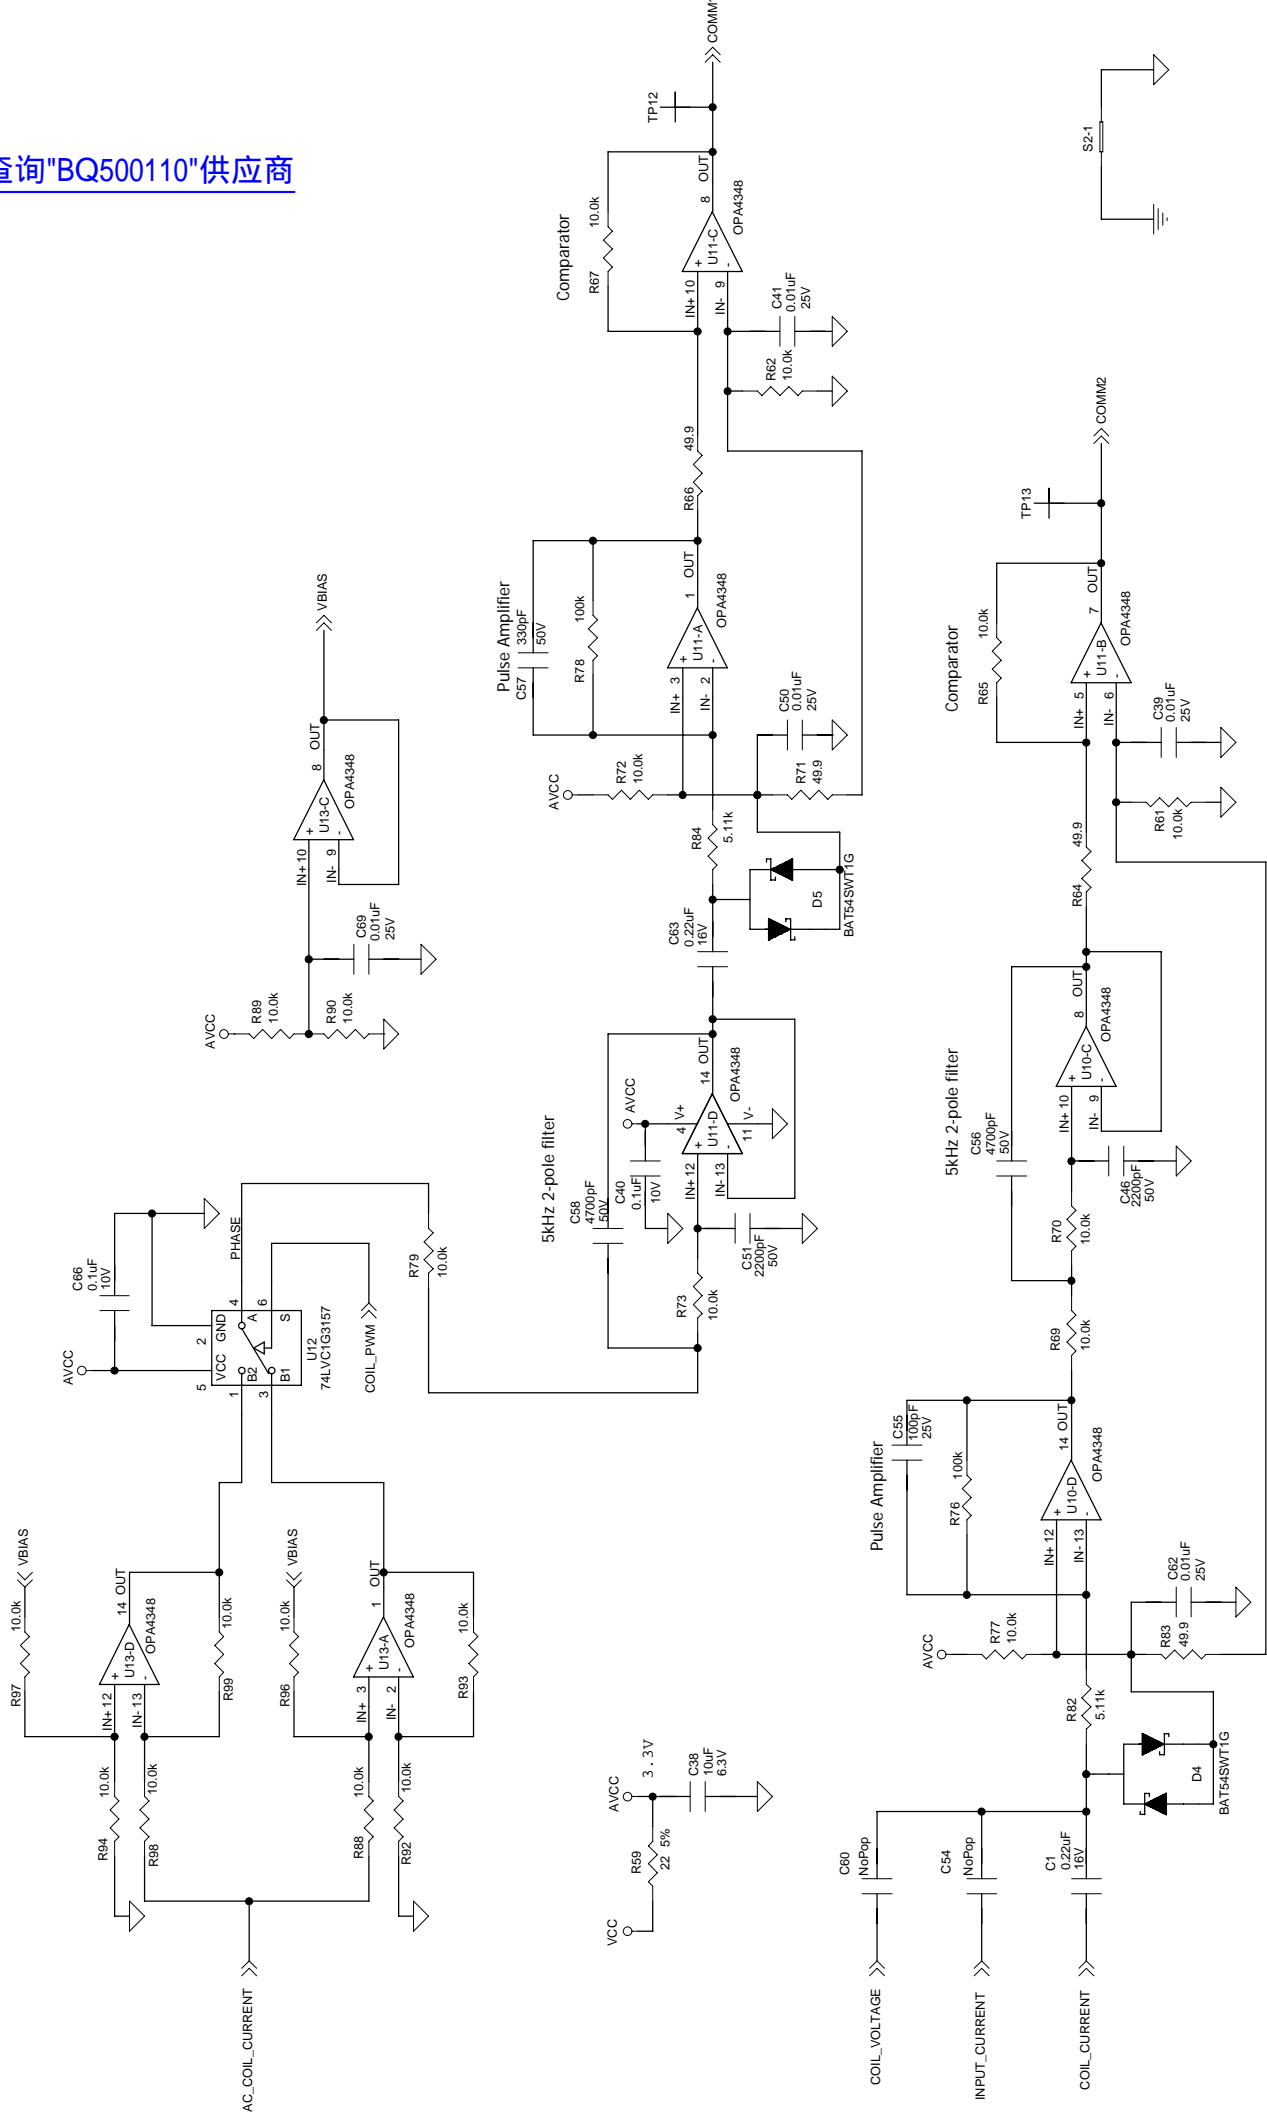 查询"BQ500110"供应商
AC_COIL_CURRENT
R94
10.0k
R98
10.0k
R97
10.0k
VBIAS
IN+ 12
IN- 13
+
-
U13-D
OPA4348
14
OUT
R99
10.0k
R88
10.0k
R92
10.0k
R96
10.0k
VBIAS
IN+ 3
IN- 2
+
-
U13-A
OPA4348
1
OUT
R93
10.0k
AVCC
C66
0.1uF
10V
5
VCC
2
GND
1
B2
3
B1
4
A
6
S
U12
74LVC1G3157
PHASE
COIL_PWM
R79
10.0k
AVCC
R89
10.0k
R90
10.0k
C69
0.01uF
25V
IN+ 10
IN- 9
+
-
U13-C
OPA4348
8
OUT
VBIAS
VCC
R59
22
5%
AVCC
3.3V
C38
10uF
6.3V
5kHz 2-pole filter
C58
4700pF
50V
R73
10.0k
C51
2200pF
50V
AVCC
C40
0.1uF
10V
IN+ 12
IN- 13
4
V+
11
V-
+
-
U11-D
OPA4348
14
OUT
C63
0.22uF
16V
D5
BAT54SWT1G
R84
5.11k
AVCC
R72
10.0k
R71
49.9
C50
0.01uF
25V
Pulse Amplifier
C57
330pF
50V
R78
100k
IN+ 3
IN- 2
+
-
U11-A
OPA4348
1
OUT
R66
49.9
R62
10.0k
C41
0.01uF
25V
Comparator
R67
10.0k
IN+ 10
IN- 9
+
-
U11-C
OPA4348
8
OUT
TP12
COMM1
COIL_VOLTAGE
C60
NoPop
INPUT_CURRENT
C54
NoPop
COIL_CURRENT
C1
0.22uF
16V
D4
BAT54SWT1G
R82
5.11k
AVCC
R77
10.0k
R83
49.9
C62
0.01uF
25V
Pulse Amplifier
C55
100pF
25V
R76
100k
IN+ 12
IN- 13
+
-
U10-D
OPA4348
14
OUT
5kHz 2-pole filter
R69
10.0k
R70
10.0k
C56
4700pF
50V
C46
2200pF
50V
IN+ 10
IN- 9
+
-
U10-C
OPA4348
8
OUT
R64
49.9
R61
10.0k
C39
0.01uF
25V
Comparator
R65
10.0k
IN+ 5
IN- 6
+
-
U11-B
OPA4348
7
OUT
TP13
COMM2
S2-1